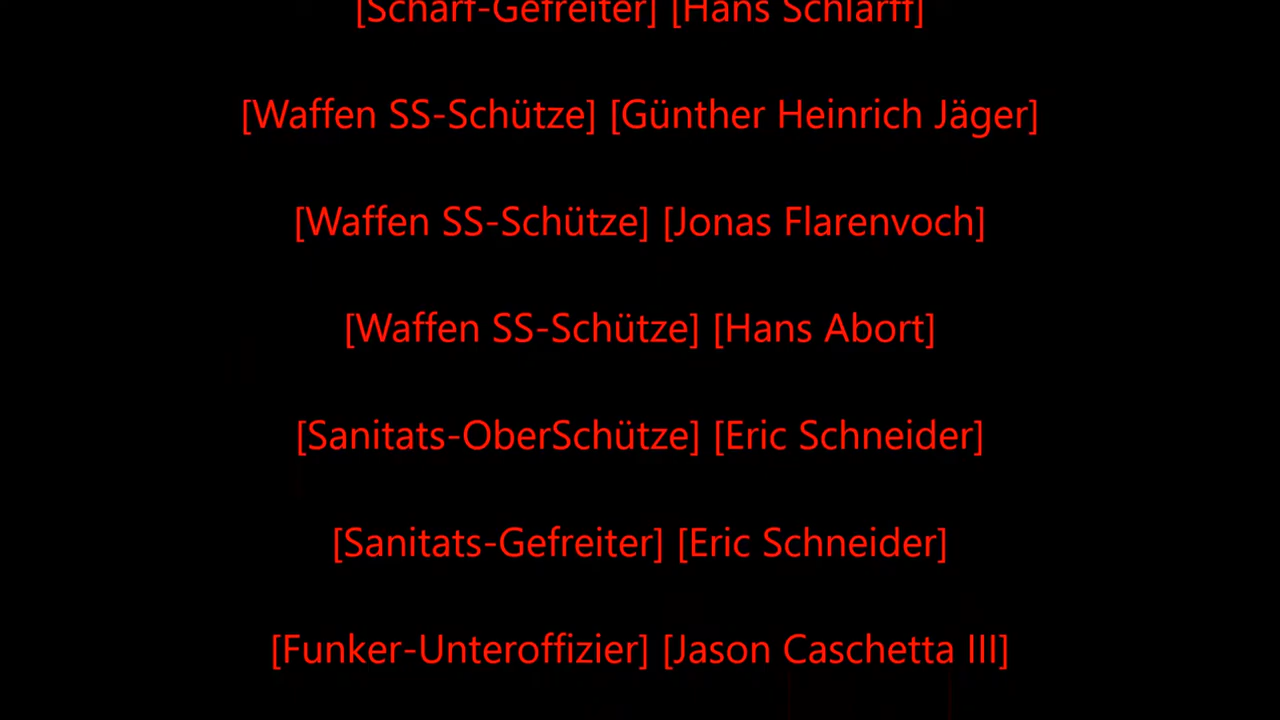 [Scharf-Gefreiter] [Hans Schlarff]
[Waffen SS-Schütze] [Günther Heinrich Jäger]
[Waffen SS-Schütze] [Jonas Flarenvoch]
[Waffen SS-Schütze] [Hans Abort]
[Sanitats-OberSchütze] [Eric Schneider]
[Sanitats-Gefreiter] [Eric Schneider]
[Funker-Unteroffizier] [Jason Caschetta III]